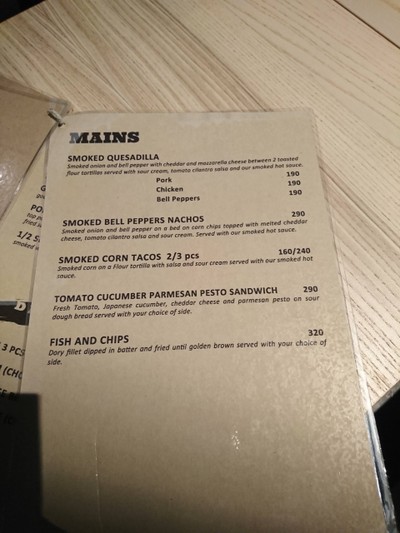 MAINS
SMOKED QUESADILLA
Smoked onion and bell pepper with cheddar and mozzarella cheese between 2 toasted
flour tortillas served with sour cream, tomato cilantro salsa and our smoked hot sauce.
Pork 190
Chicken 190
Bell Peppers 190
SMOKED BELL PEPPERS NACHOS 290
Smoked onion and bell pepper on a bed on corn chips topped with melted cheddar
cheese, tomato cilantro salsa and sour cream. Served with our smoked hot sauce.
SMOKED CORN TACOS 2/3 pcs 160/240
Smoked corn on a Flour tortilla with salsa and sour cream served with our smoked hot
sauce.
TOMATO CUCUMBER PARMESAN PESTO SANDWICH 290
Fresh Tomato, Japanese cucumber, cheddar cheese and parmesan pesto on sour
dough bread served with your choice of side.
FISH AND CHIPS 320
Dory fillet dipped in batter and fried until golden brown served with your choice of
side.
1/2
3 PCS